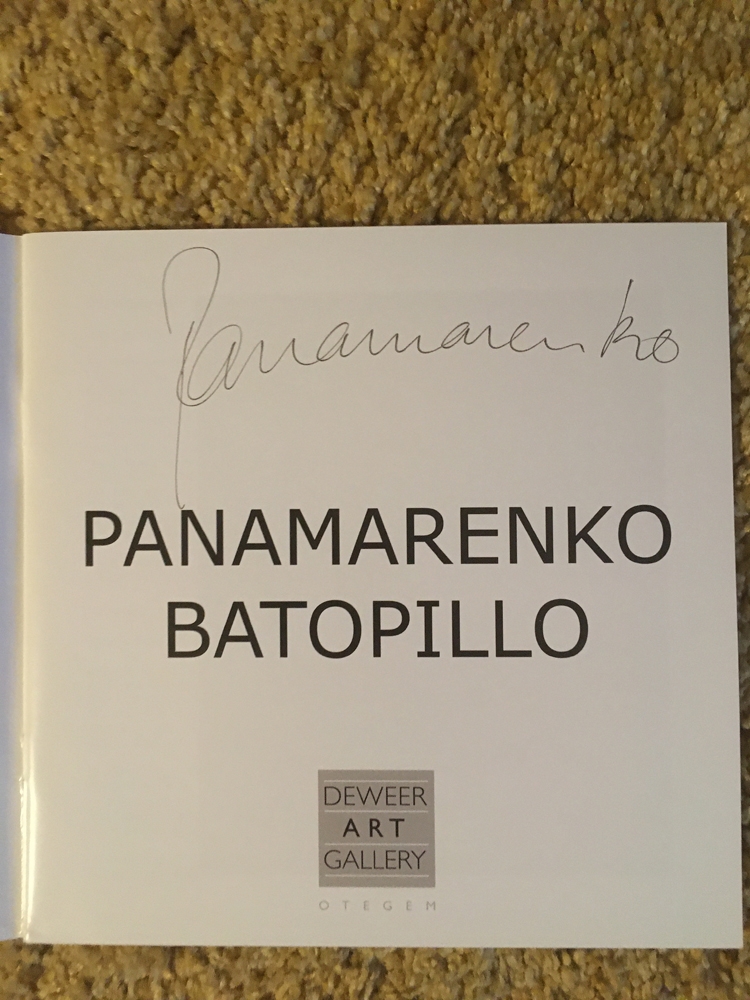 Panamarenko
PANAMARENKO
BATOPILLO
DEWEER
ART
GALLERY
OTEGEM